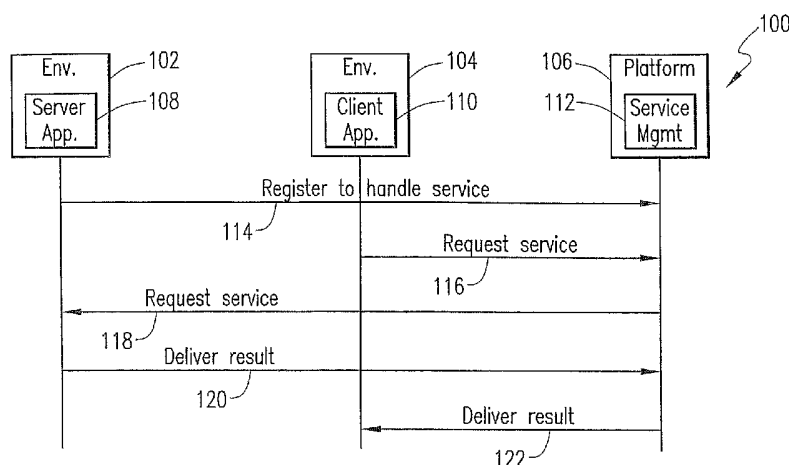 100
Env.
102
Server
App.
108
Env.
104
Client
App.
110
106
Platform
112
Service
Mgmt
Register to handle service
114
Request service
116
Request service
118
Deliver result
120
Deliver result
122